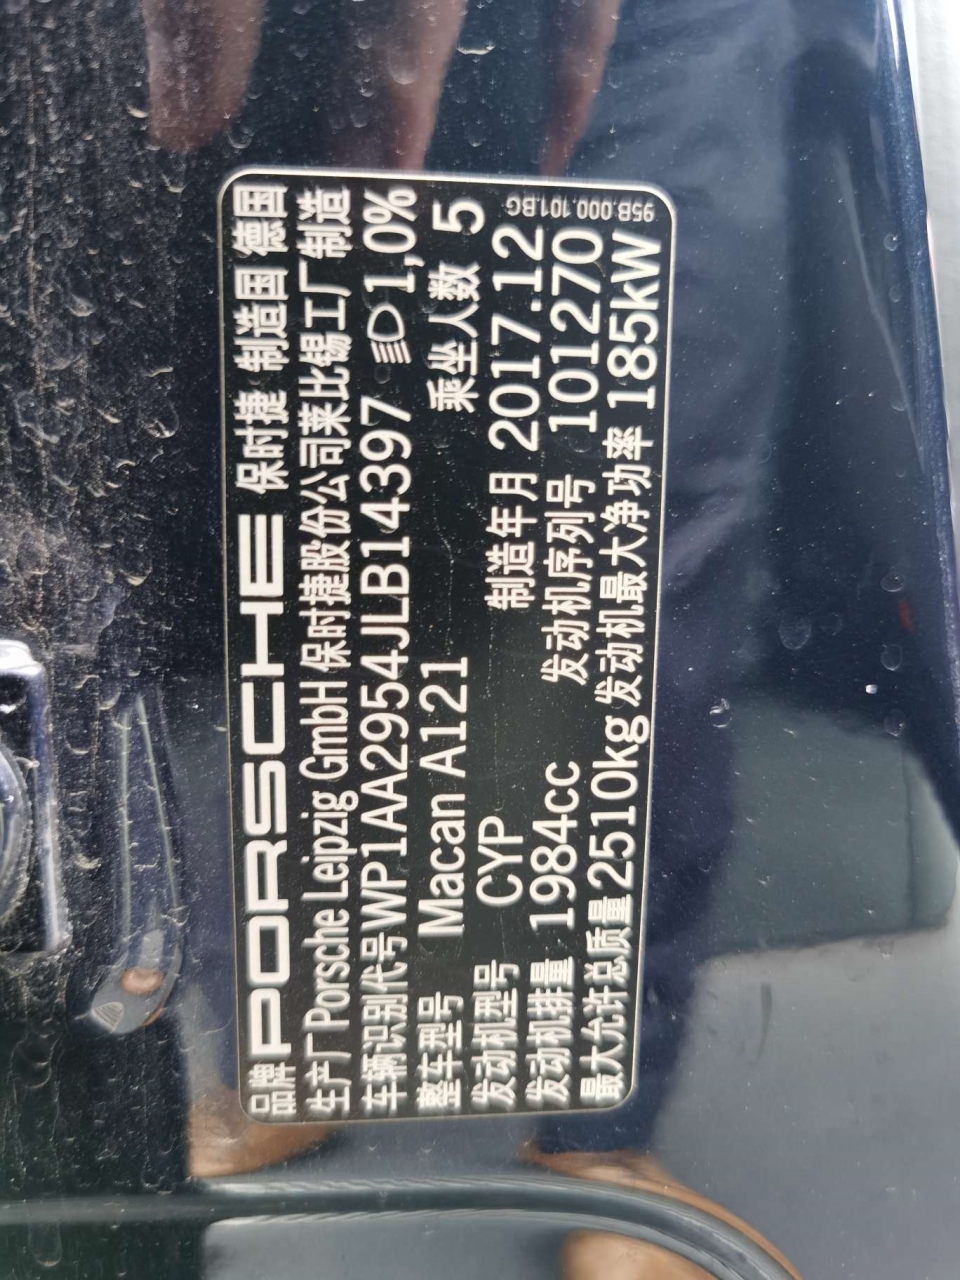 品牌 PORSCHE 保时捷 制造国 德国
生产厂 Porsche Leipzig GmbH 保时捷股份公司莱比锡工厂制造
车辆识别代号 WP1AA2954JLB14397 1,0%
整车型号 Macan A121 乘坐人数 5
发动机型号 CYP 制造年月 2017.12
发动机排量 1984cc 发动机序列号 101270
最大允许总质量 2510kg 发动机最大净功率 185kW
95B.000.101.BG